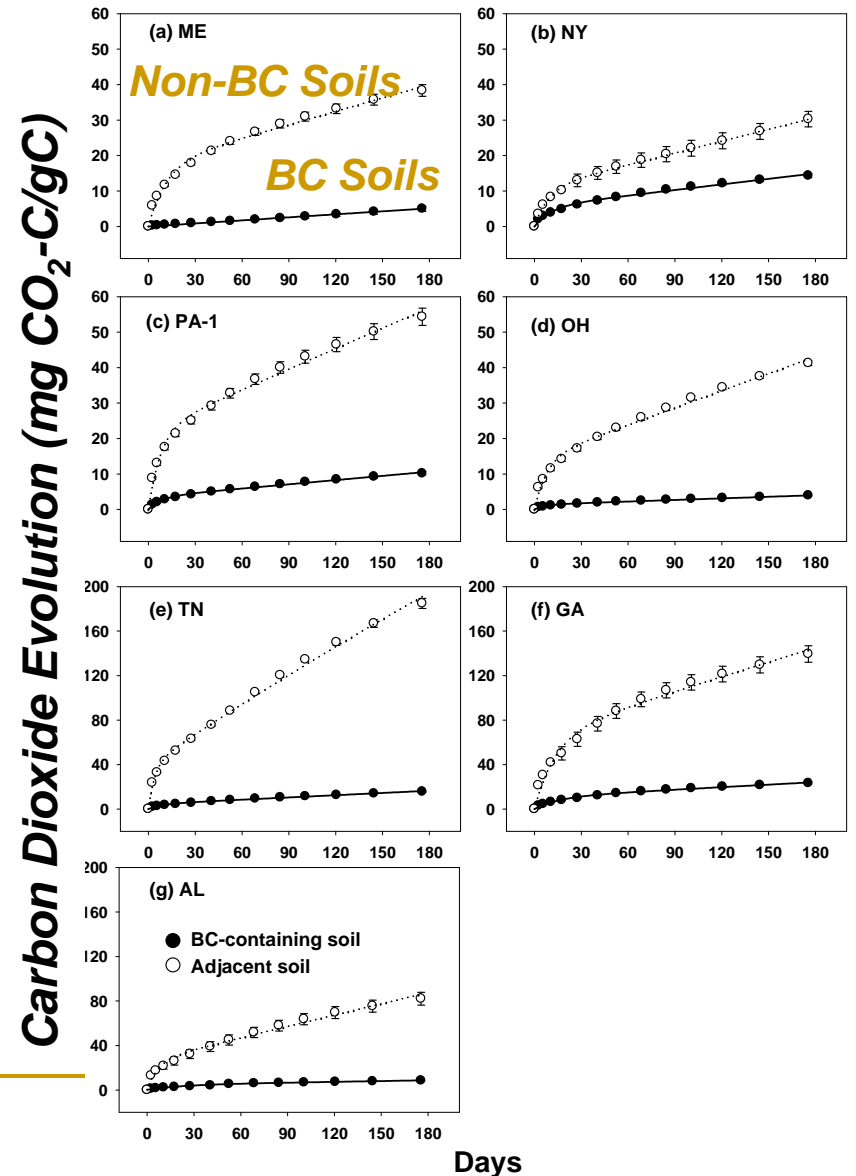 Carbon Dioxide Evolution (mg CO₂-C/gC)
(a) ME
Non-BC Soils
BC Soils
60
50
40
30
20
10
0
0 30 60 90 120 150 180
(b) NY
60
50
40
30
20
10
0
0 30 60 90 120 150 180
(c) PA-1
60
50
40
30
20
10
0
0 30 60 90 120 150 180
(d) OH
60
50
40
30
20
10
0
0 30 60 90 120 150 180
(e) TN
200
160
120
80
40
0
0 30 60 90 120 150 180
(f) GA
200
160
120
80
40
0
0 30 60 90 120 150 180
(g) AL
BC-containing soil
Adjacent soil
200
160
120
80
40
0
0 30 60 90 120 150 180
Days